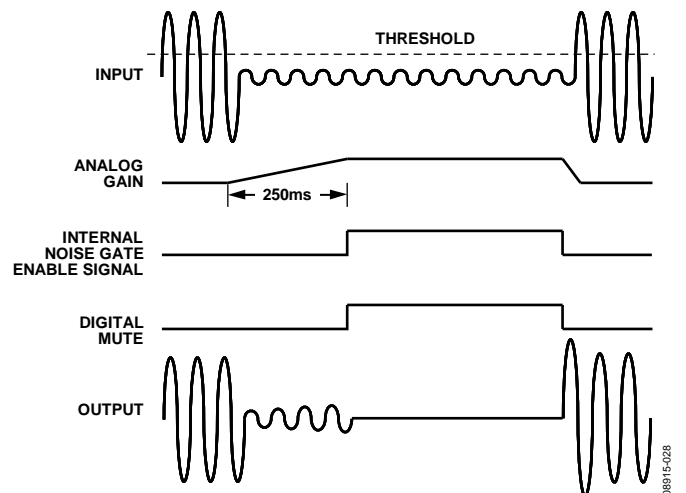 THRESHOLD
INPUT
ANALOG
GAIN
250ms
INTERNAL
NOISE GATE
ENABLE SIGNAL
DIGITAL
MUTE
OUTPUT
08915-028